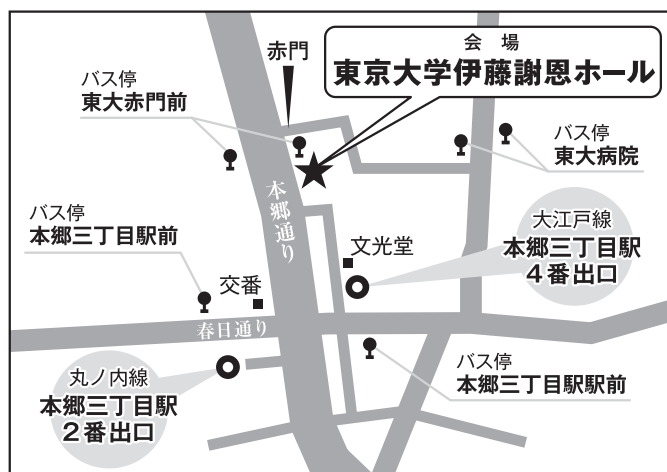 会 場
東京大学伊藤謝恩ホール
赤門
バス停
東大赤門前
バス停
東大病院
本郷通り
バス停
本郷三丁目駅前
大江戸線
本郷三丁目駅
4番出口
文光堂
交番
春日通り
丸ノ内線
本郷三丁目駅
2番出口
バス停
本郷三丁目駅駅前